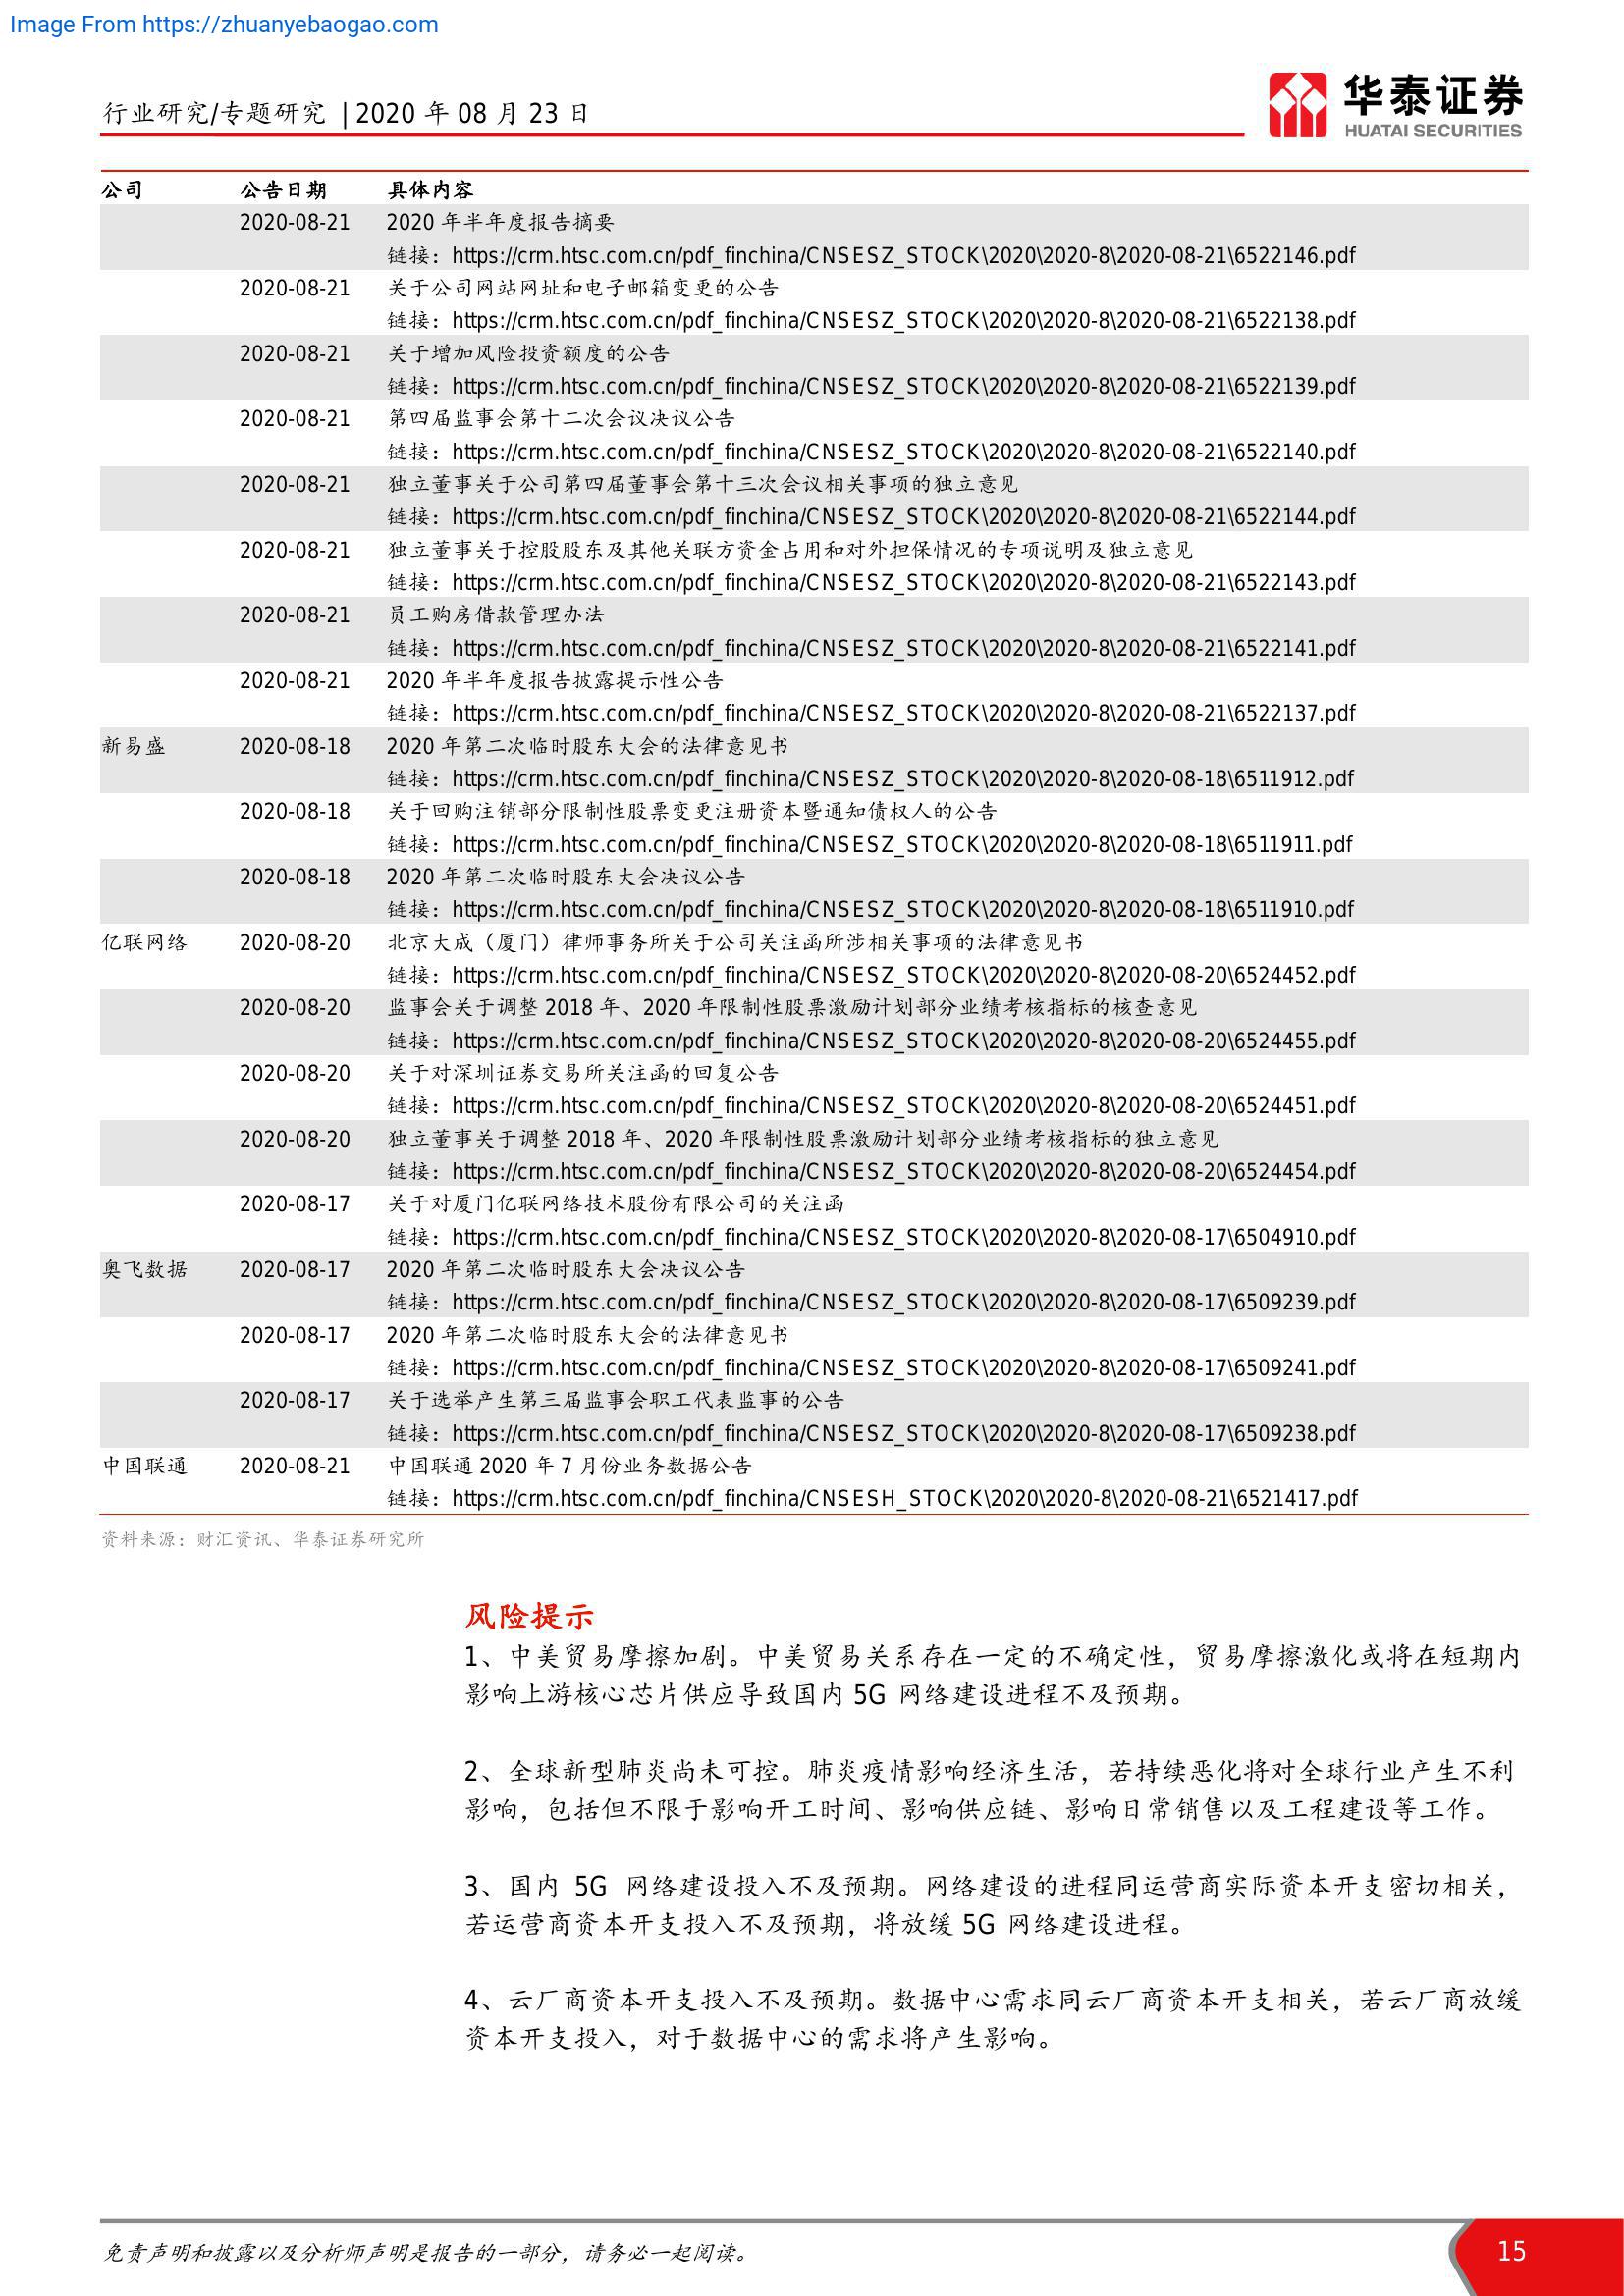 Image From https://zhuanyebaogao.com
行业研究/专题研究 | 2020 年 08 月 23 日
华泰证券
HUATAI SECURITIES
公司 公告日期 具体内容
2020-08-21 2020 年半年度报告摘要
链接：https://crm.htsc.com.cn/pdf_finchina/CNSESZ_STOCK\2020\2020-8\2020-08-21\6522146.pdf
2020-08-21 关于公司网站网址和电子邮箱变更的公告
链接：https://crm.htsc.com.cn/pdf_finchina/CNSESZ_STOCK\2020\2020-8\2020-08-21\6522138.pdf
2020-08-21 关于增加风险投资额度的公告
链接：https://crm.htsc.com.cn/pdf_finchina/CNSESZ_STOCK\2020\2020-8\2020-08-21\6522139.pdf
2020-08-21 第四届监事会第十二次会议决议公告
链接：https://crm.htsc.com.cn/pdf_finchina/CNSESZ_STOCK\2020\2020-8\2020-08-21\6522140.pdf
2020-08-21 独立董事关于公司第四届董事会第十三次会议相关事项的独立意见
链接：https://crm.htsc.com.cn/pdf_finchina/CNSESZ_STOCK\2020\2020-8\2020-08-21\6522144.pdf
2020-08-21 独立董事关于控股股东及其他关联方资金占用和对外担保情况的专项说明及独立意见
链接：https://crm.htsc.com.cn/pdf_finchina/CNSESZ_STOCK\2020\2020-8\2020-08-21\6522143.pdf
2020-08-21 员工购房借款管理办法
链接：https://crm.htsc.com.cn/pdf_finchina/CNSESZ_STOCK\2020\2020-8\2020-08-21\6522141.pdf
2020-08-21 2020 年半年度报告披露提示性公告
链接：https://crm.htsc.com.cn/pdf_finchina/CNSESZ_STOCK\2020\2020-8\2020-08-21\6522137.pdf
新易盛 2020-08-18 2020 年第二次临时股东大会的法律意见书
链接：https://crm.htsc.com.cn/pdf_finchina/CNSESZ_STOCK\2020\2020-8\2020-08-18\6511912.pdf
2020-08-18 关于回购注销部分限制性股票变更注册资本暨通知债权人的公告
链接：https://crm.htsc.com.cn/pdf_finchina/CNSESZ_STOCK\2020\2020-8\2020-08-18\6511911.pdf
2020-08-18 2020 年第二次临时股东大会决议公告
链接：https://crm.htsc.com.cn/pdf_finchina/CNSESZ_STOCK\2020\2020-8\2020-08-18\6511910.pdf
亿联网络 2020-08-20 北京大成（厦门）律师事务所关于公司关注函所涉相关事项的法律意见书
链接：https://crm.htsc.com.cn/pdf_finchina/CNSESZ_STOCK\2020\2020-8\2020-08-20\6524452.pdf
2020-08-20 监事会关于调整 2018 年、2020 年限制性股票激励计划部分业绩考核指标的核查意见
链接：https://crm.htsc.com.cn/pdf_finchina/CNSESZ_STOCK\2020\2020-8\2020-08-20\6524455.pdf
2020-08-20 关于对深圳证券交易所关注函的回复公告
链接：https://crm.htsc.com.cn/pdf_finchina/CNSESZ_STOCK\2020\2020-8\2020-08-20\6524451.pdf
2020-08-20 独立董事关于调整 2018 年、2020 年限制性股票激励计划部分业绩考核指标的独立意见
链接：https://crm.htsc.com.cn/pdf_finchina/CNSESZ_STOCK\2020\2020-8\2020-08-20\6524454.pdf
2020-08-17 关于对厦门亿联网络技术股份有限公司的关注函
链接：https://crm.htsc.com.cn/pdf_finchina/CNSESZ_STOCK\2020\2020-8\2020-08-17\6504910.pdf
奥飞数据 2020-08-17 2020 年第二次临时股东大会决议公告
链接：https://crm.htsc.com.cn/pdf_finchina/CNSESZ_STOCK\2020\2020-8\2020-08-17\6509239.pdf
2020-08-17 2020 年第二次临时股东大会的法律意见书
链接：https://crm.htsc.com.cn/pdf_finchina/CNSESZ_STOCK\2020\2020-8\2020-08-17\6509241.pdf
2020-08-17 关于选举产生第三届监事会职工代表监事的公告
链接：https://crm.htsc.com.cn/pdf_finchina/CNSESZ_STOCK\2020\2020-8\2020-08-17\6509238.pdf
中国联通 2020-08-21 中国联通 2020 年 7 月份业务数据公告
链接：https://crm.htsc.com.cn/pdf_finchina/CNSESH_STOCK\2020\2020-8\2020-08-21\6521417.pdf
资料来源：财汇资讯、华泰证券研究所
风险提示
1、中美贸易摩擦加剧。中美贸易关系存在一定的不确定性，贸易摩擦激化或将在短期内
影响上游核心芯片供应导致国内 5G 网络建设进程不及预期。
2、全球新型肺炎尚未可控。肺炎疫情影响经济生活，若持续恶化将对全球行业产生不利
影响，包括但不限于影响开工时间、影响供应链、影响日常销售以及工程建设等工作。
3、国内 5G 网络建设投入不及预期。网络建设的进程同运营商实际资本开支密切相关，
若运营商资本开支投入不及预期，将放缓 5G 网络建设进程。
4、云厂商资本开支投入不及预期。数据中心需求同云厂商资本开支相关，若云厂商放缓
资本开支投入，对于数据中心的需求将产生影响。
免责声明和披露以及分析师声明是报告的一部分，请务必一起阅读。
15